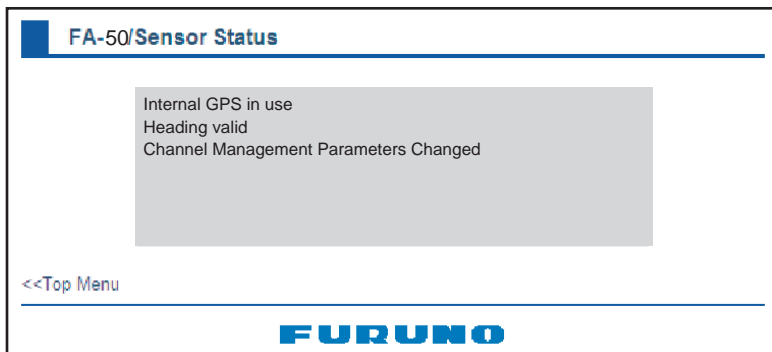 FA-50/Sensor Status
Internal GPS in use
Heading valid
Channel Management Parameters Changed
<<Top Menu
FURUNO